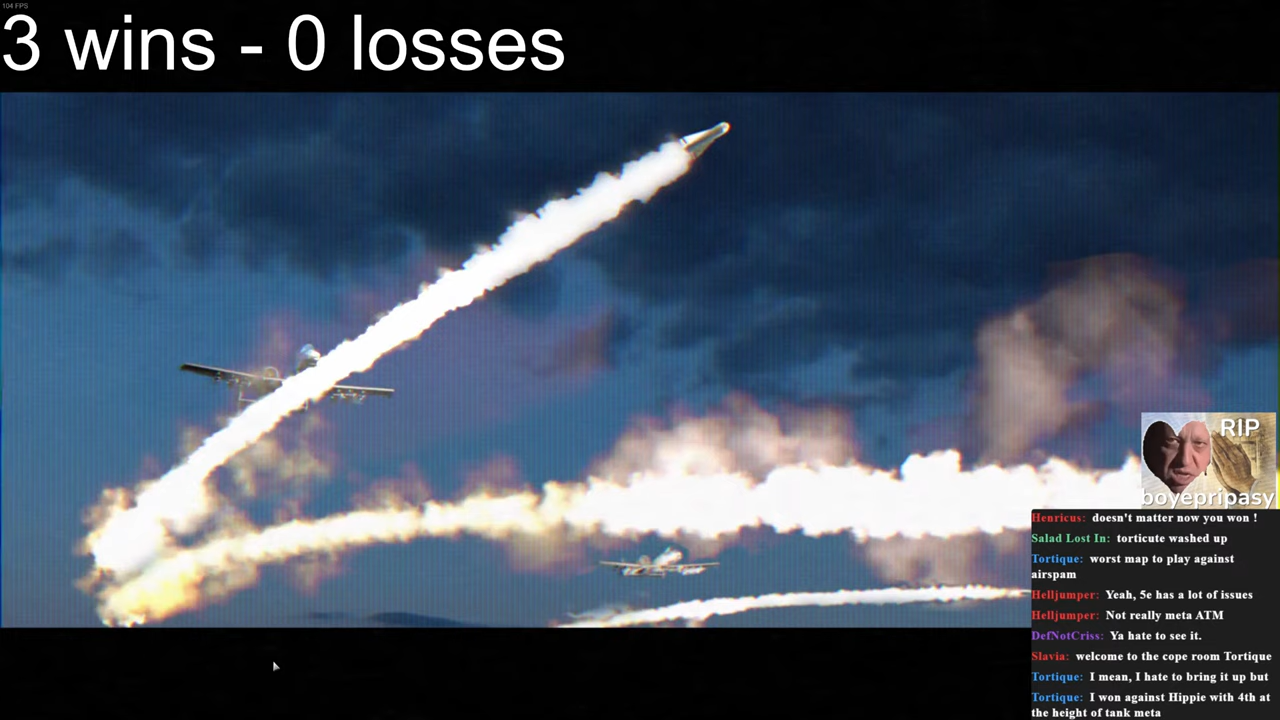 104 FPS
3 wins - 0 losses
RIP
boyepripasy
Henricus: doesn't matter now you won !
Salad Lost In: torticute washed up
Tortique: worst map to play against
airspam
Helljumper: Yeah, 5e has a lot of issues
Helljumper: Not really meta ATM
DefNotCriss: Ya hate to see it.
Slavia: welcome to the cope room Tortique
Tortique: I mean, I hate to bring it up but
Tortique: I won against Hippie with 4th at
the height of tank meta